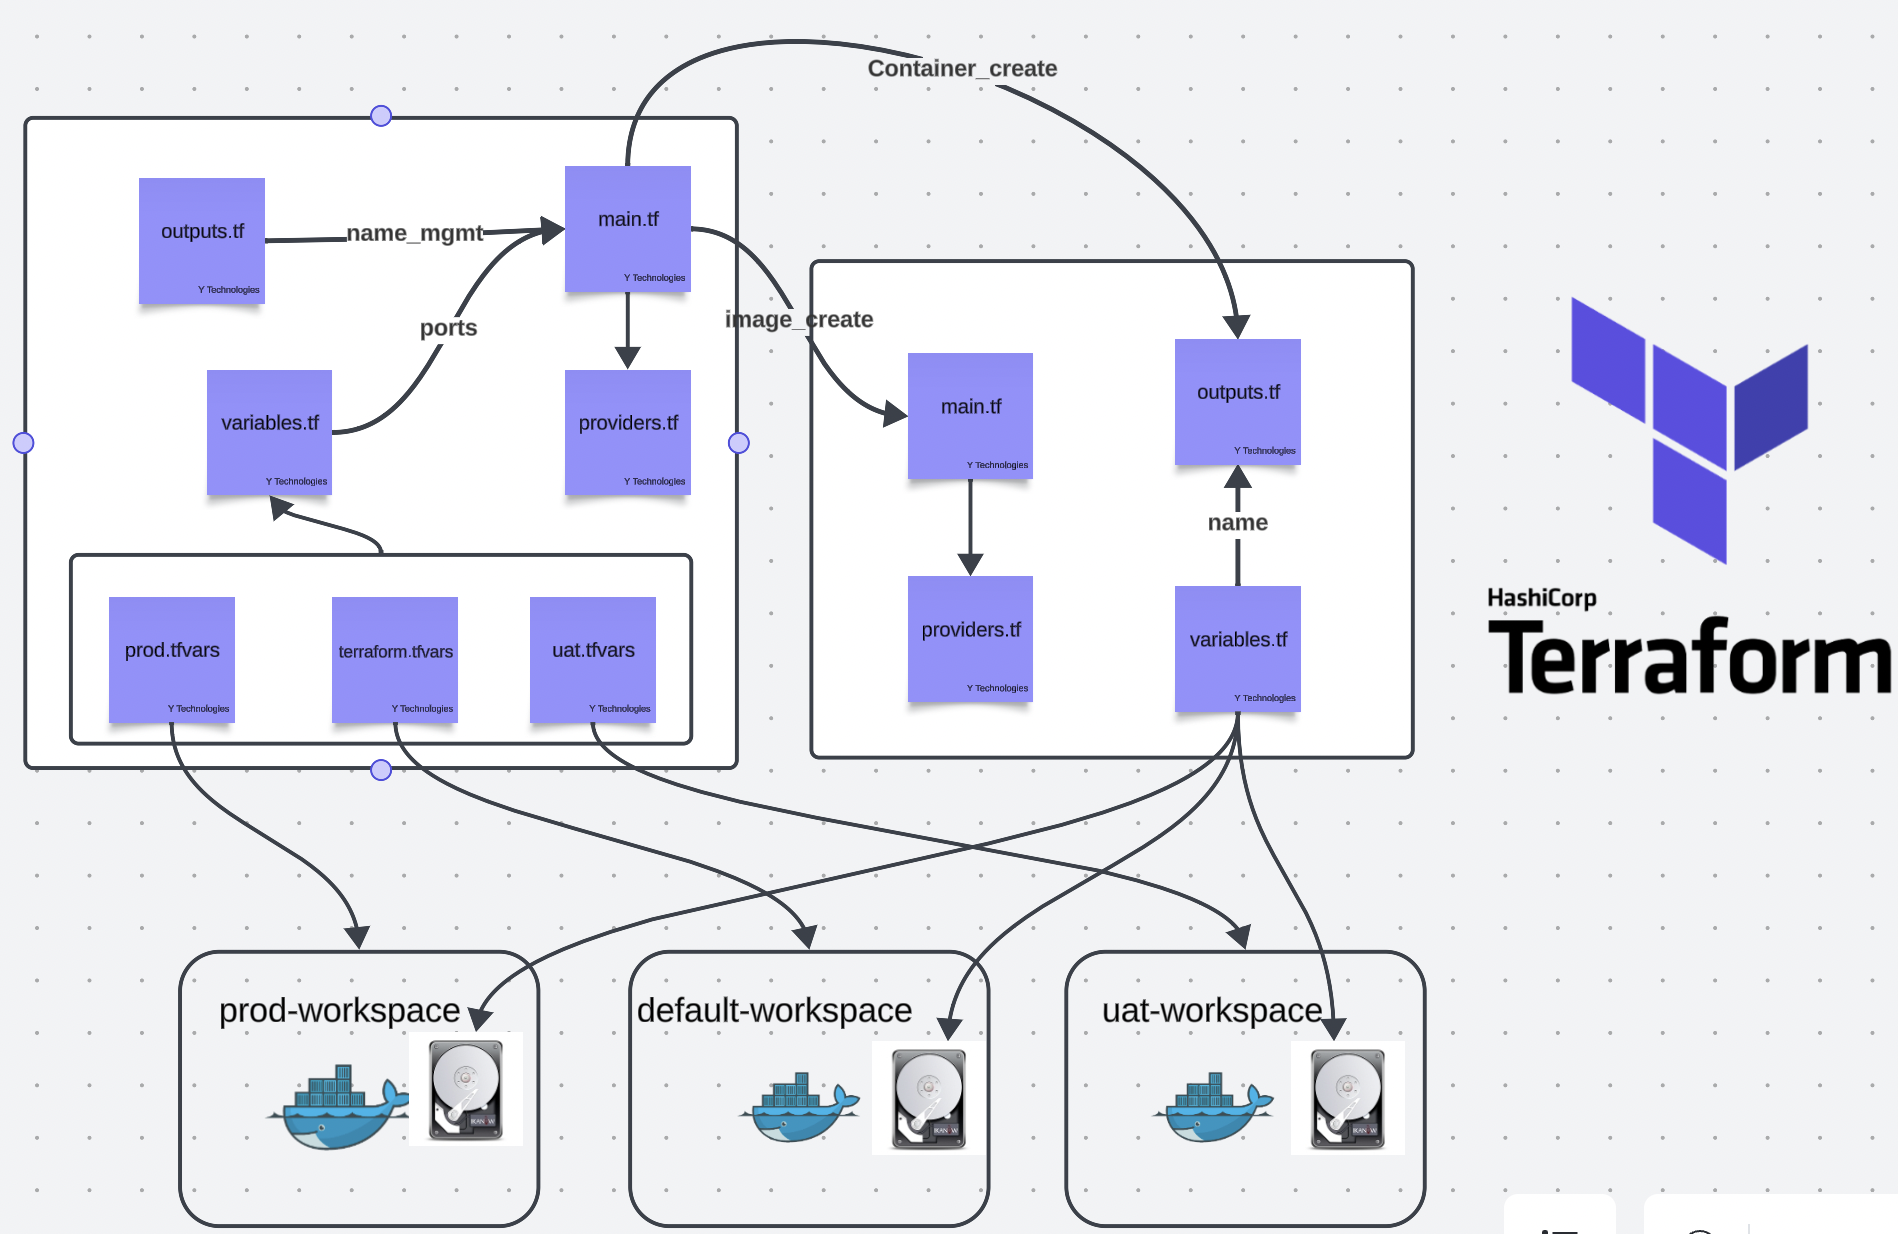 Container_create
outputs.tf
Y Technologies
name_mgmt
main.tf
Y Technologies
ports
image_create
variables.tf
Y Technologies
providers.tf
Y Technologies
main.tf
Y Technologies
outputs.tf
Y Technologies
name
providers.tf
Y Technologies
variables.tf
Y Technologies
prod.tfvars
Y Technologies
terraform.tfvars
Y Technologies
uat.tfvars
Y Technologies
HashiCorp
Terraform
prod-workspace
default-workspace
uat-workspace